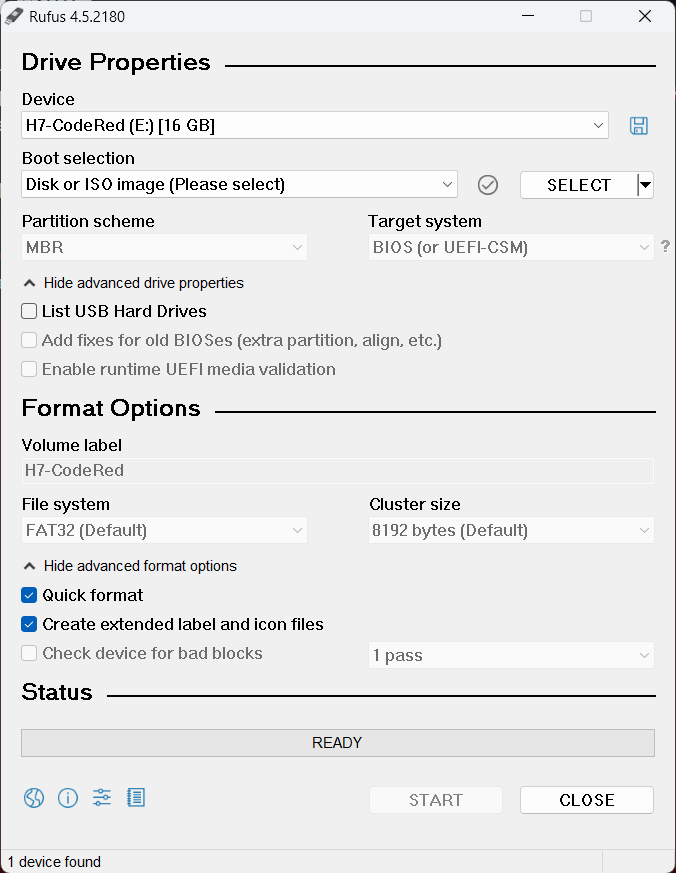 Rufus 4.5.2180
Drive Properties
Device
H7-CodeRed (E:) [16 GB]
Boot selection
Disk or ISO image (Please select)
SELECT
Partition scheme
Target system
MBR
BIOS (or UEFI-CSM)
?
Hide advanced drive properties
List USB Hard Drives
Add fixes for old BIOSes (extra partition, align, etc.)
Enable runtime UEFI media validation
Format Options
Volume label
H7-CodeRed
File system
Cluster size
FAT32 (Default)
8192 bytes (Default)
Hide advanced format options
Quick format
Create extended label and icon files
Check device for bad blocks
1 pass
Status
READY
START
CLOSE
1 device found